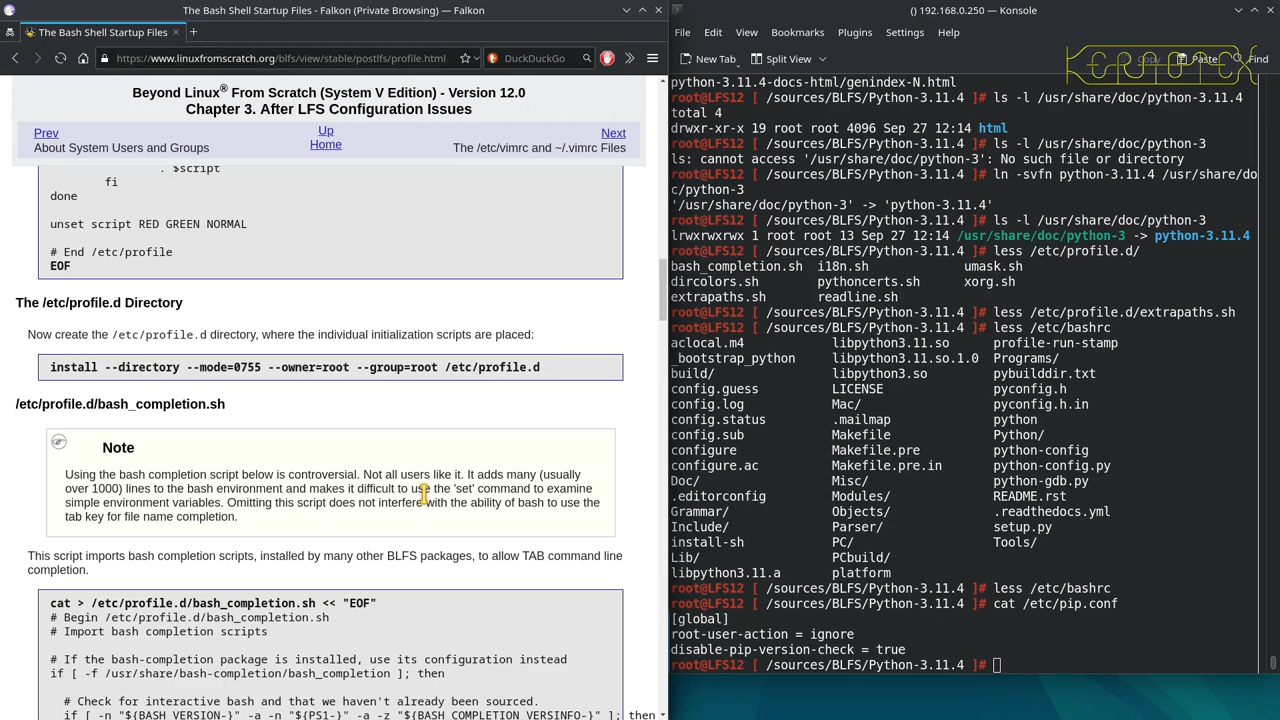 The Bash Shell Startup Files - Falkon (Private Browsing) — Falkon
The Bash Shell Startup Files
https://www.linuxfromscratch.org/blfs/view/stable/postlfs/profile.html
DuckDuckGo
Beyond Linux® From Scratch (System V Edition) - Version 12.0
Chapter 3. After LFS Configuration Issues
Prev
Up
Next
About System Users and Groups
Home
The /etc/vimrc and ~/.vimrc Files
. $script
fi
done
unset script RED GREEN NORMAL
# End /etc/profile
EOF
The /etc/profile.d Directory
Now create the /etc/profile.d directory, where the individual initialization scripts are placed:
install --directory --mode=0755 --owner=root --group=root /etc/profile.d
/etc/profile.d/bash_completion.sh
Note
Using the bash completion script below is controversial. Not all users like it. It adds many (usually
over 1000) lines to the bash environment and makes it difficult to use the 'set' command to examine
simple environment variables. Omitting this script does not interfere with the ability of bash to use the
tab key for file name completion.
This script imports bash completion scripts, installed by many other BLFS packages, to allow TAB command line
completion.
cat > /etc/profile.d/bash_completion.sh << "EOF"
# Begin /etc/profile.d/bash_completion.sh
# Import bash completion scripts
# If the bash-completion package is installed, use its configuration instead
if [ -f /usr/share/bash-completion/bash_completion ]; then
# Check for interactive bash and that we haven't already been sourced.
if [ -n "${BASH_VERSION-}" -a -n "${PS1-}" -a -z "${BASH_COMPLETION_VERSINFO-}" ]; then
() 192.168.0.250 — Konsole
File Edit View Bookmarks Plugins Settings Help
New Tab Split View Copy Paste Find
python-3.11.4-docs-html/genindex-N.html
root@LFS12 [ /sources/BLFS/Python-3.11.4 ]# ls -l /usr/share/doc/python-3.11.4
total 4
drwxr-xr-x 19 root root 4096 Sep 27 12:14 html
root@LFS12 [ /sources/BLFS/Python-3.11.4 ]# ls -l /usr/share/doc/python-3
ls: cannot access '/usr/share/doc/python-3': No such file or directory
root@LFS12 [ /sources/BLFS/Python-3.11.4 ]# ln -svfn python-3.11.4 /usr/share/do
c/python-3
'/usr/share/doc/python-3' -> 'python-3.11.4'
root@LFS12 [ /sources/BLFS/Python-3.11.4 ]# ls -l /usr/share/doc/python-3
lrwxrwxrwx 1 root root 13 Sep 27 12:14 /usr/share/doc/python-3 -> python-3.11.4
root@LFS12 [ /sources/BLFS/Python-3.11.4 ]# less /etc/profile.d/
bash_completion.sh i18n.sh umask.sh
dircolors.sh pythoncerts.sh xorg.sh
extrapaths.sh readline.sh
root@LFS12 [ /sources/BLFS/Python-3.11.4 ]# less /etc/profile.d/extrapaths.sh
root@LFS12 [ /sources/BLFS/Python-3.11.4 ]# less /etc/bashrc
aclocal.m4 libpython3.11.so profile-run-stamp
_bootstrap_python libpython3.11.so.1.0 Programs/
build/ libpython3.so pybuilddir.txt
config.guess LICENSE pyconfig.h
config.log Mac/ pyconfig.h.in
config.status .mailmap python
config.sub Makefile Python/
configure Makefile.pre python-config
configure.ac Makefile.pre.in python-config.py
Doc/ Misc/ python-gdb.py
.editorconfig Modules/ README.rst
Grammar/ Objects/ .readthedocs.yml
Include/ Parser/ setup.py
install-sh PC/ Tools/
Lib/ PCbuild/
libpython3.11.a platform
root@LFS12 [ /sources/BLFS/Python-3.11.4 ]# less /etc/bashrc
root@LFS12 [ /sources/BLFS/Python-3.11.4 ]# cat /etc/pip.conf
[global]
root-user-action = ignore
disable-pip-version-check = true
root@LFS12 [ /sources/BLFS/Python-3.11.4 ]#